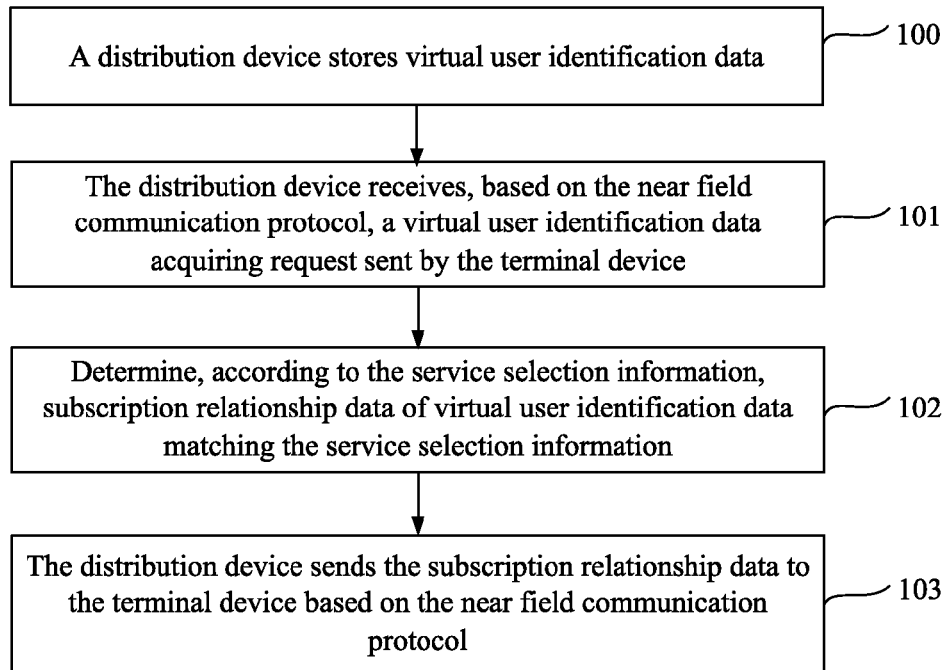 A distribution device stores virtual user identification data
100
The distribution device receives, based on the near field
communication protocol, a virtual user identification data
acquiring request sent by the terminal device
101
Determine, according to the service selection information,
subscription relationship data of virtual user identification data
matching the service selection information
102
The distribution device sends the subscription relationship data to
the terminal device based on the near field communication
protocol
103